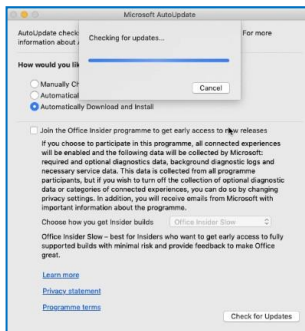 Microsoft AutoUpdate
AutoUpdate check
For more
information about
Checking for updates...
Cancel
How would you lik
Manually Ch
Automatical
Automatically Download and Install
Join the Office Insider programme to get early access to new releases
If you choose to participate in this programme, all connected experiences
will be enabled and the following data will be collected by Microsoft:
required and optional diagnostics data, background diagnostic logs and
necessary service data. This data is collected from all programme
participants, but if you wish to turn off the collection of optional diagnostic
data or categories of connected experiences, you can do so by changing
privacy settings. In addition, you will receive emails from Microsoft with
important information about the programme.
Choose how you get Insider builds
Office Insider Slow
Office Insider Slow – best for Insiders who want to get early access to fully
supported builds with minimal risk and provide feedback to make Office
great.
Learn more
Privacy statement
Programme terms
Check for Updates